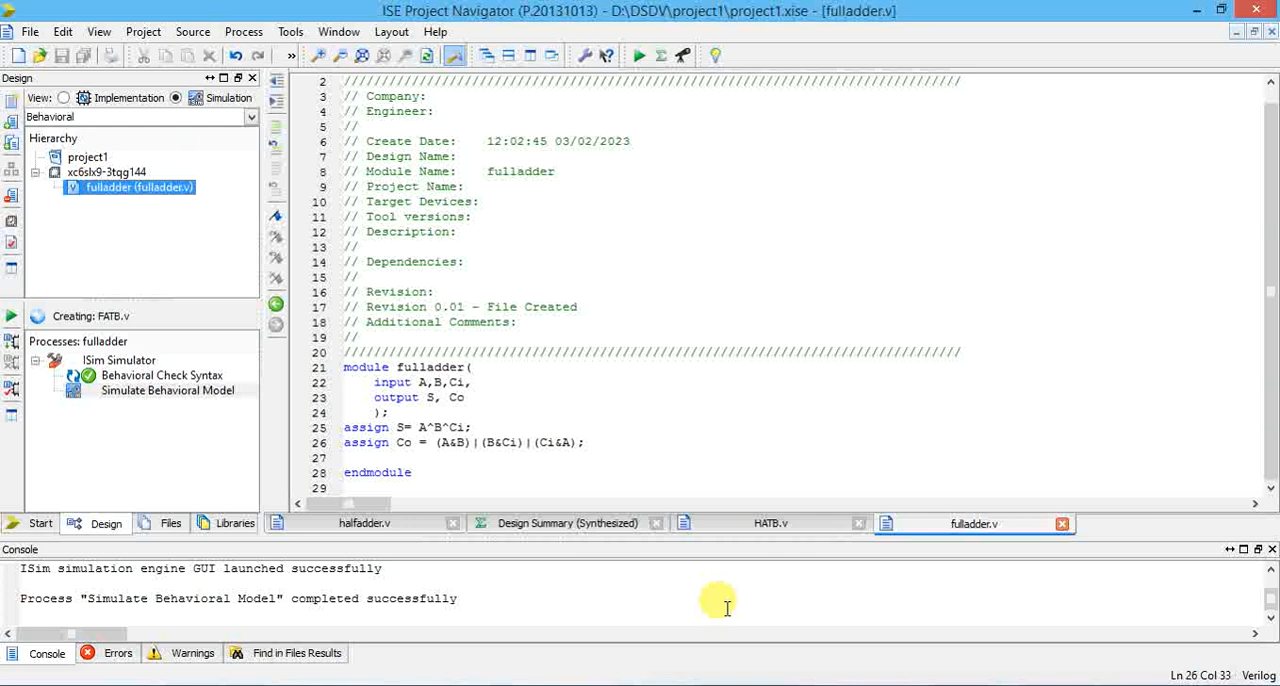 ISE Project Navigator (P.20131013) - D:\DSDV\project1\project1.xise - [fulladder.v]
File Edit View Project Source Process Tools Window Layout Help
»
Design
View: Implementation Simulation
Behavioral
Hierarchy
project1
xc6slx9-3tqg144
fulladder (fulladder.v)
Creating: FATB.v
Processes: fulladder
ISim Simulator
Behavioral Check Syntax
Simulate Behavioral Model
Start Design Files Libraries
2 //////////////////////////////////////////////////////////////////////////////////
3 // Company:
4 // Engineer:
5 //
6 // Create Date:    12:02:45 03/02/2023
7 // Design Name:
8 // Module Name:    fulladder
9 // Project Name:
10 // Target Devices:
11 // Tool versions:
12 // Description:
13 //
14 // Dependencies:
15 //
16 // Revision:
17 // Revision 0.01 - File Created
18 // Additional Comments:
19 //
20 //////////////////////////////////////////////////////////////////////////////////
21 module fulladder(
22     input A,B,Ci,
23     output S, Co
24     );
25 assign S= A^B^Ci;
26 assign Co = (A&B)|(B&Ci)|(Ci&A);
27
28 endmodule
29
halfadder.v Design Summary (Synthesized) HATB.v fulladder.v
Console
ISim simulation engine GUI launched successfully
Process "Simulate Behavioral Model" completed successfully
Console Errors Warnings Find in Files Results
Ln 26 Col 33 Verilog